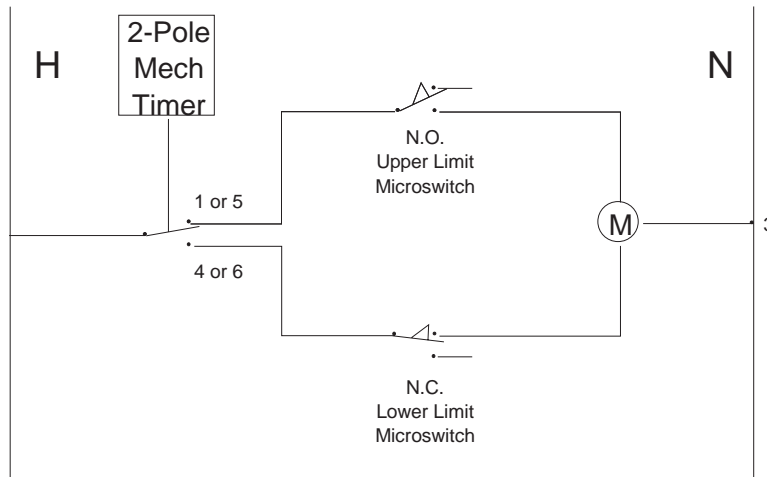 2-Pole
Mech
Timer
H
N
N.O.
Upper Limit
Microswitch
1 or 5
M
4 or 6
N.C.
Lower Limit
Microswitch